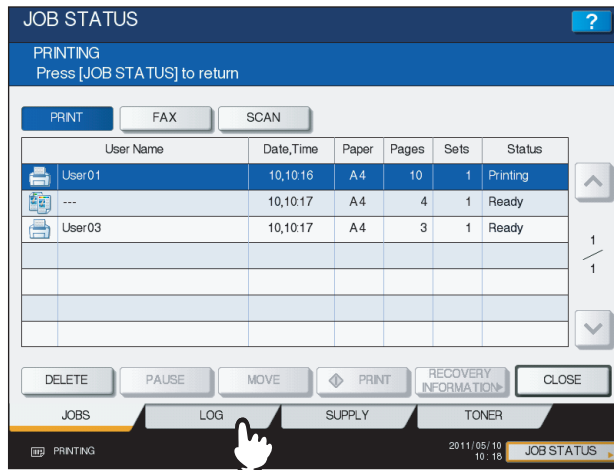 JOB STATUS
?
PRINTING
Press [JOB STATUS] to return
PRINT FAX SCAN
User Name Date,Time Paper Pages Sets Status
User01 10,10:16 A4 10 1 Printing
--- 10,10:17 A4 4 1 Ready
User03 10,10:17 A4 3 1 Ready
1
1
DELETE PAUSE MOVE PRINT RECOVERY INFORMATION CLOSE
JOBS LOG SUPPLY TONER
PRINTING 2011/05/10 10:18 JOB STATUS